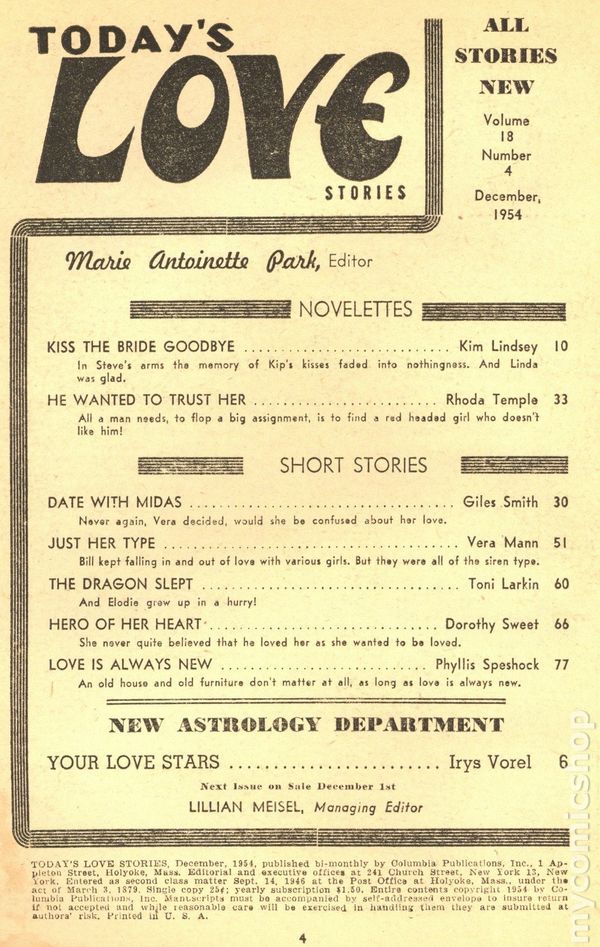 TODAY'S
LOVE
STORIES
ALL
STORIES
NEW
Volume
18
Number
4
December,
1954
Marie Antoinette Park, Editor
NOVELETTES
KISS THE BRIDE GOODBYE .......................... Kim Lindsey 10
In Steve's arms the memory of Kip's kisses faded into nothingness. And Linda
was glad.
HE WANTED TO TRUST HER ........................ Rhoda Temple 33
All a man needs, to flop a big assignment, is to find a red headed girl who doesn't
like him!
SHORT STORIES
DATE WITH MIDAS .................................. Giles Smith 30
Never again, Vera decided, would she be confused about her love.
JUST HER TYPE ...................................... Vera Mann 51
Bill kept falling in and out of love with various girls. But they were all of the siren type.
THE DRAGON SLEPT .................................. Toni Larkin 60
And Elodie grew up in a hurry!
HERO OF HER HEART .............................. Dorothy Sweet 66
She never quite believed that he loved her as she wanted to be loved.
LOVE IS ALWAYS NEW .......................... Phyllis Speshock 77
An old house and old furniture don't matter at all, as long as love is always new.
NEW ASTROLOGY DEPARTMENT
YOUR LOVE STARS ...................... Irys Vorel 6
Next Issue on Sale December 1st
LILLIAN MEISEL, Managing Editor
TODAY'S LOVE STORIES, December, 1954, published bi-monthly by Columbia Publications, Inc., 1 Ap-
pleton Street, Holyoke, Mass. Editorial and executive offices at 241 Church Street, New York 13, New
York. Entered as second class matter Sept. 14, 1946 at the Post Office at Holyoke, Mass., under the
act of March 3, 1879. Single copy 25¢; yearly subscription $1.50. Entire contents copyright 1954 by Co-
lumbia Publications, Inc. Manuscripts must be accompanied by self-addressed envelope to insure return
if not accepted and while reasonable care will be exercised in handling them they are submitted at
authors' risk. Printed in U. S. A.
4
mycomicshop